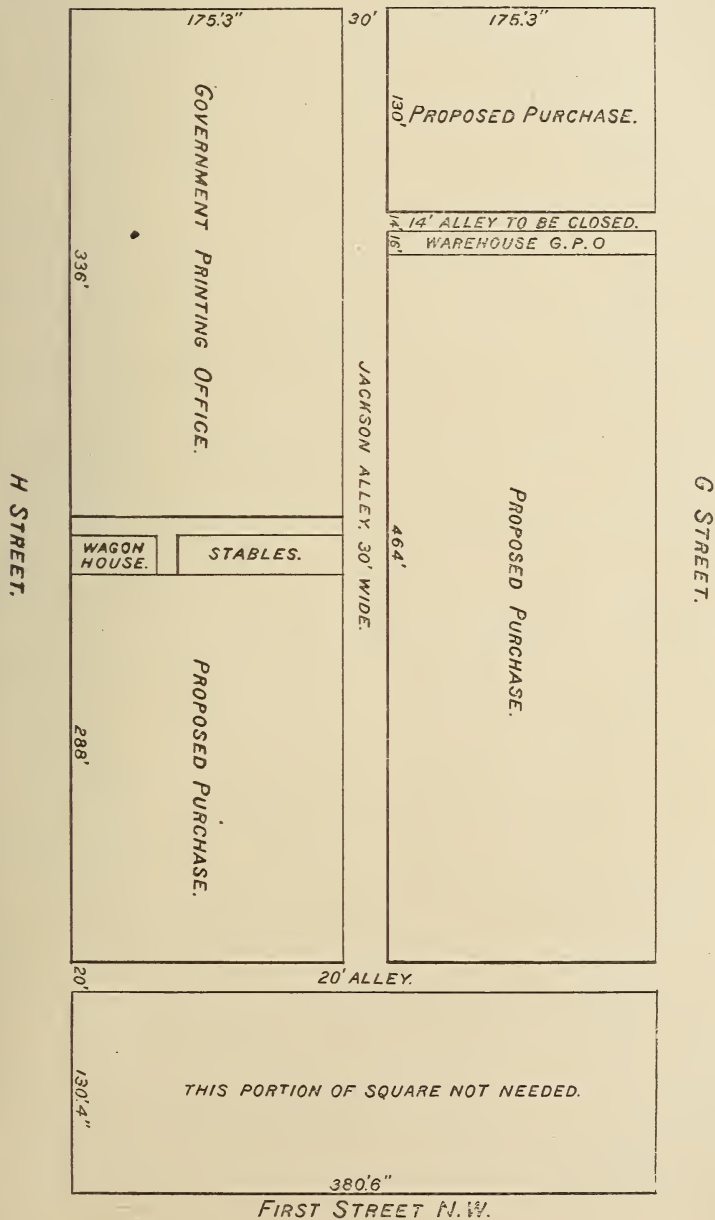 175'.3"
30'
175'.3"
GOVERNMENT PRINTING OFFICE.
336'
130'
PROPOSED PURCHASE.
14'
14' ALLEY TO BE CLOSED.
16'
WAREHOUSE G.P.O
JACKSON ALLEY, 30' WIDE.
464'
PROPOSED PURCHASE.
G STREET.
H STREET.
WAGON
HOUSE.
STABLES.
PROPOSED PURCHASE.
288'
20'
20' ALLEY.
130'.4"
THIS PORTION OF SQUARE NOT NEEDED.
380'.6"
FIRST STREET N.W.